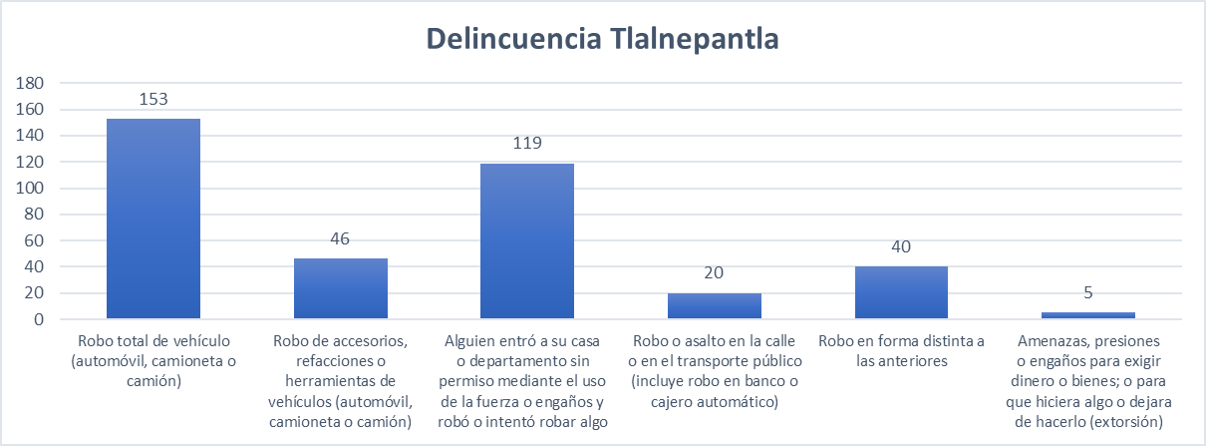 Delincuencia Tlalnepantla
180
160
140
120
100
80
60
40
20
0
153
46
119
20
40
5
Robo total de vehículo
(automóvil, camioneta o
camión)
Robo de accesorios,
refacciones o
herramientas de
vehículos (automóvil,
camioneta o camión)
Alguien entró a su casa
o departamento sin
permiso mediante el uso
de la fuerza o engaños y
robó o intentó robar algo
Robo o asalto en la calle
o en el transporte público
(incluye robo en banco o
cajero automático)
Robo en forma distinta a
las anteriores
Amenazas, presiones
o engaños para exigir
dinero o bienes; o para
que hiciera algo o dejara
de hacerlo (extorsión)